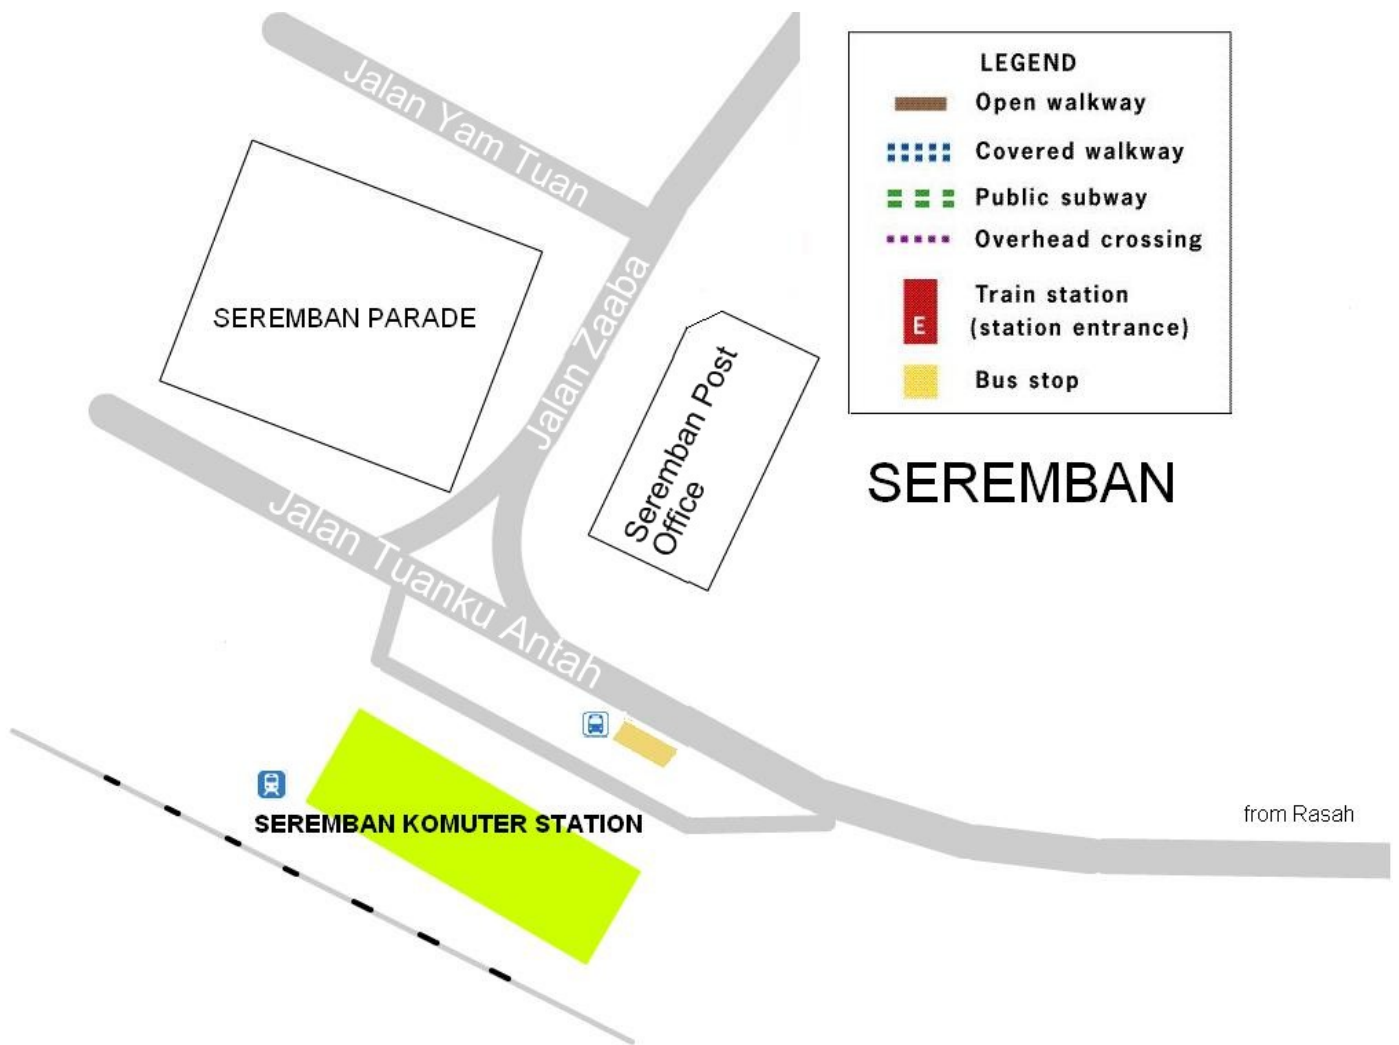 Jalan Yam Tuan
LEGEND
Open walkway
Covered walkway
Public subway
Overhead crossing
E
Train station
(station entrance)
Bus stop
SEREMBAN PARADE
Jalan Zaaba
Seremban Post
Office
SEREMBAN
Jalan Tuanku Antah
SEREMBAN KOMUTER STATION
from Rasah